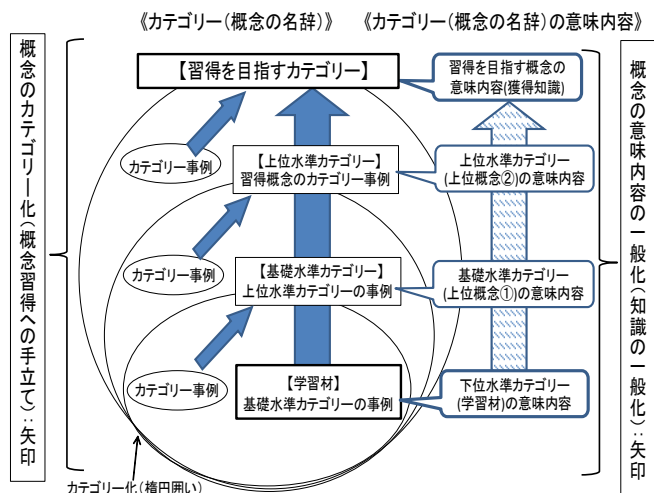 《カテゴリー(概念の名辞)》
《カテゴリー(概念の名辞)の意味内容》
概念のカテゴリー化(概念習得への手立て):矢印
【習得を目指すカテゴリー】
習得を目指す概念の
意味内容(獲得知識)
カテゴリー事例
【上位水準カテゴリー】
習得概念のカテゴリー事例
上位水準カテゴリー
(上位概念②)の意味内容
カテゴリー事例
【基礎水準カテゴリー】
上位水準カテゴリーの事例
基礎水準カテゴリー
(上位概念①)の意味内容
カテゴリー事例
【学習材】
基礎水準カテゴリーの事例
下位水準カテゴリー
(学習材)の意味内容
カテゴリー化(楕円囲い)
概念の意味内容の一般化(知識の一般化):矢印